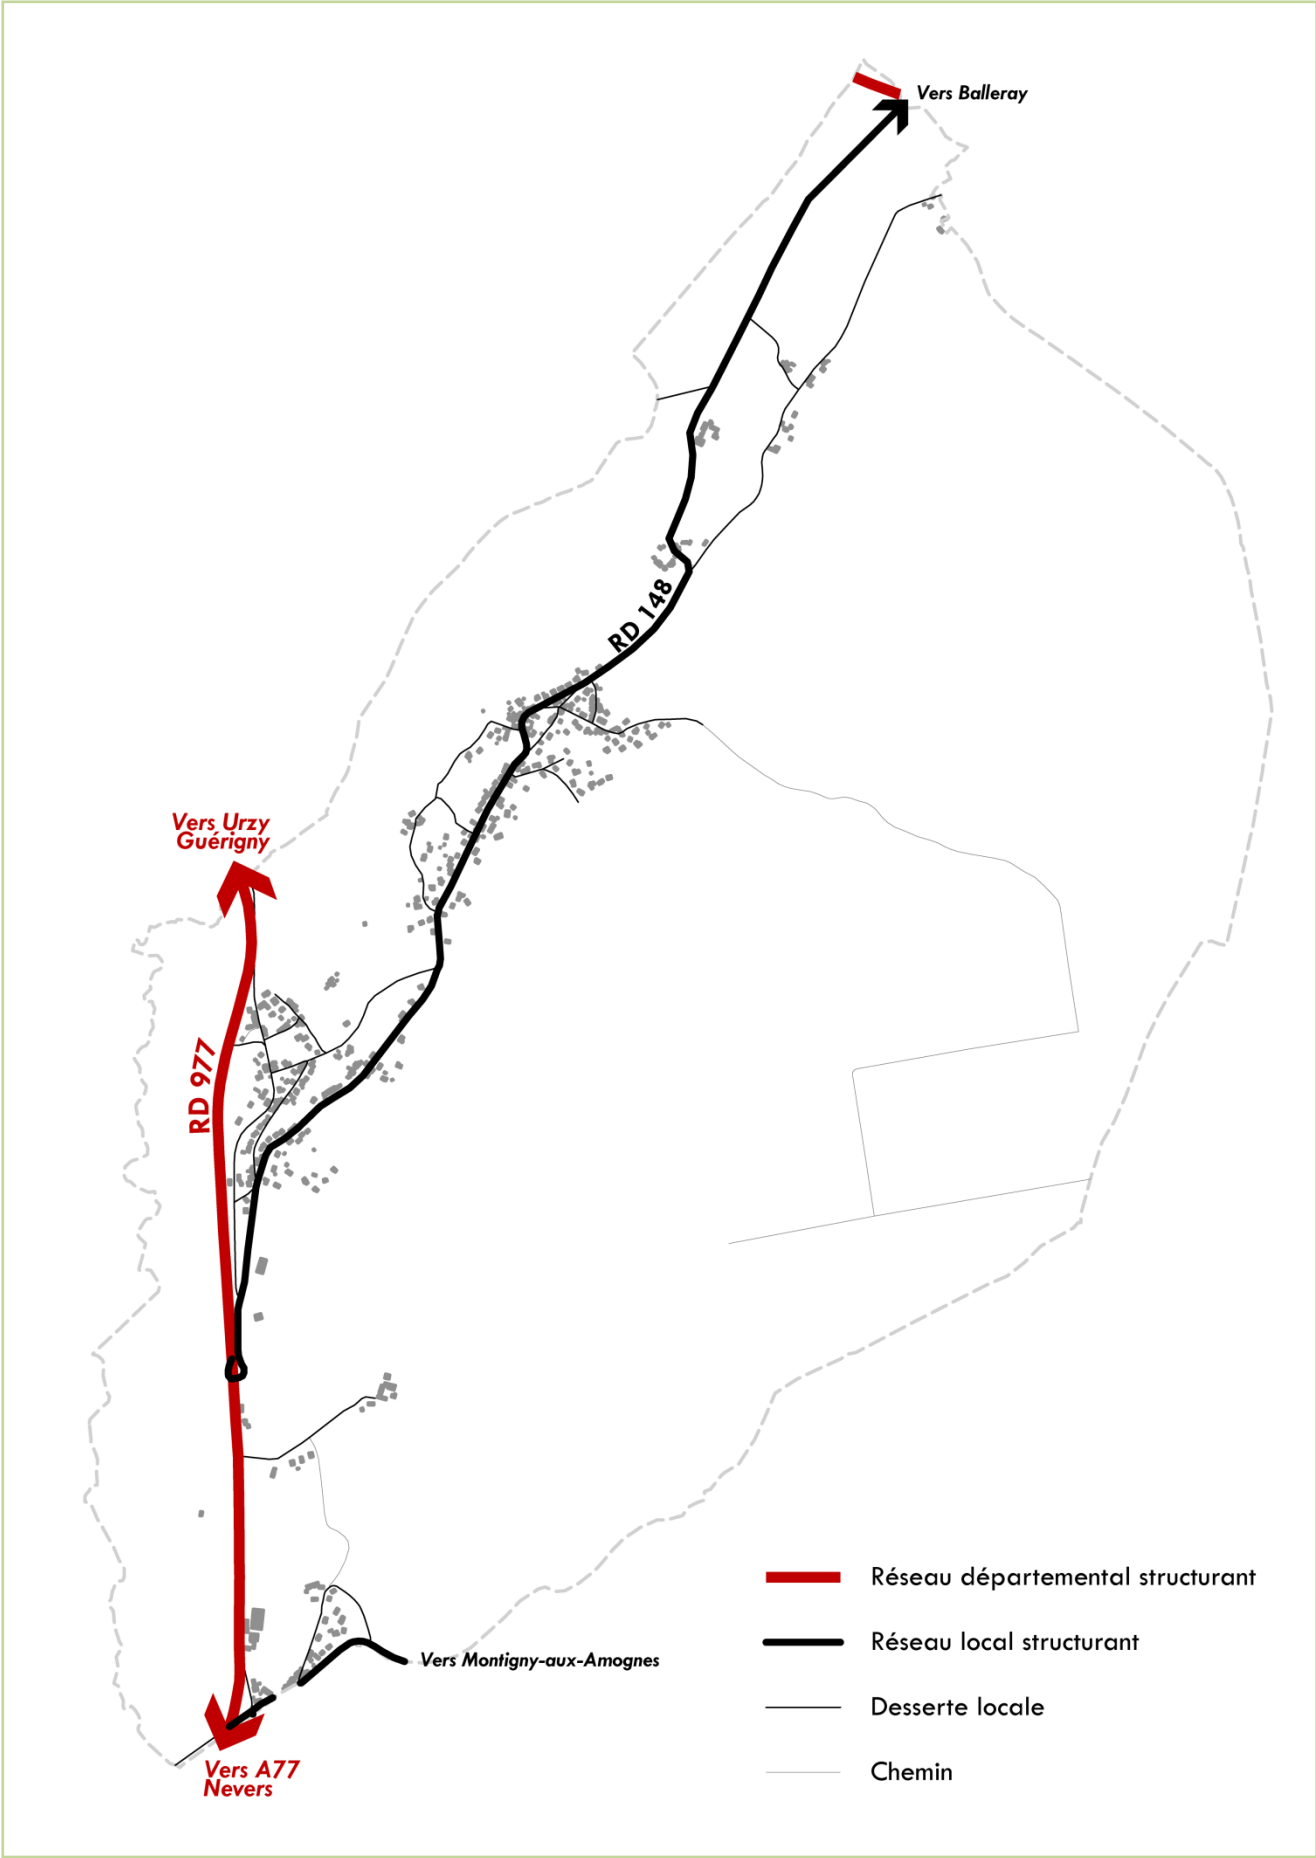 Vers Balleray
RD 148
Vers Urzy
Guérigny
RD 977
Vers Montigny-aux-Amognes
Vers A77
Nevers
Réseau départemental structurant
Réseau local structurant
Desserte locale
Chemin